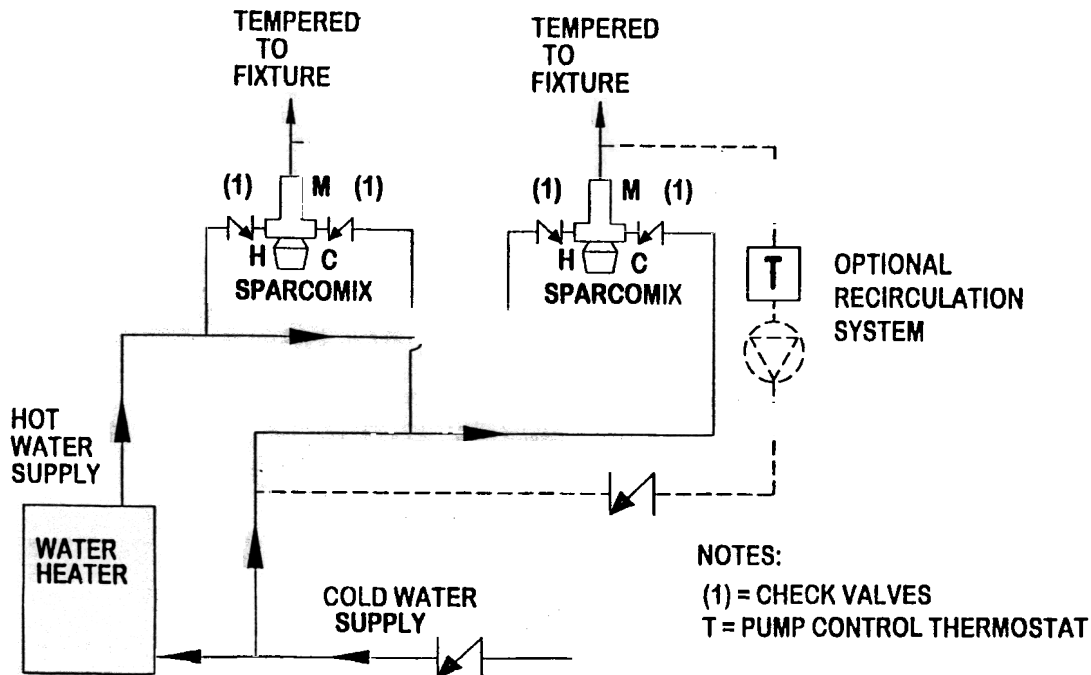 TEMPERED
TO
FIXTURE
TEMPERED
TO
FIXTURE
(1) M (1)
H C
SPARCOMIX
(1) M (1)
H C
SPARCOMIX
T
OPTIONAL
RECIRCULATION
SYSTEM
HOT
WATER
SUPPLY
WATER
HEATER
COLD WATER
SUPPLY
NOTES:
(1) = CHECK VALVES
T = PUMP CONTROL THERMOSTAT